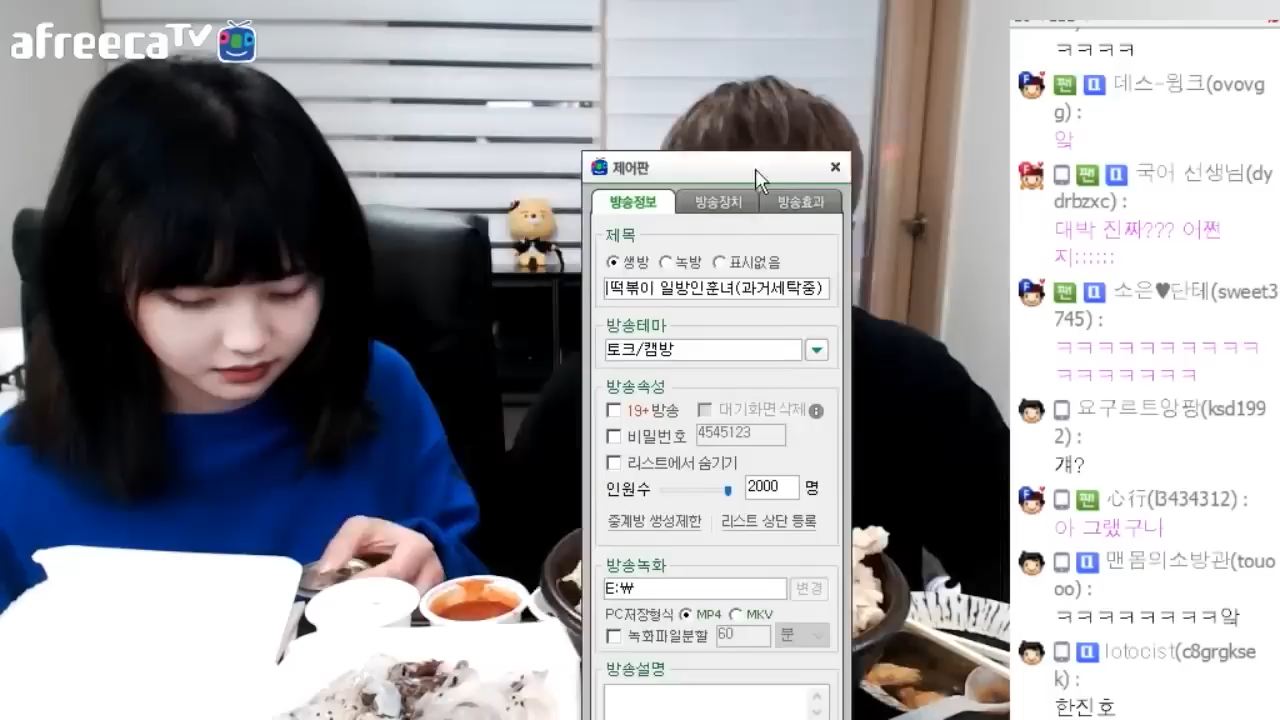 afreecaTV
제어판
방송정보 방송장치 방송효과
제목
생방 녹방 표시없음
떡볶이 일방인훈녀(과거세탁중)
방송테마
토크/캠방
방송속성
19+방송 대기화면 삭제
비밀번호 4545123
리스트에서 숨기기
인원수 2000 명
중계방 생성제한 리스트 상단 등록
방송녹화
E:₩ 변경
PC저장형식 MP4 MKV
녹화파일분할 60 분
방송설명
ㅋㅋㅋㅋ
팬 데스-윙크(ovovg
g) :
앜
팬 국어 선생님(dy
drbzxc) :
대박 진짜??? 어쩐
지;;;;;;
팬 소은♥단테(sweet3
745) :
ㅋㅋㅋㅋㅋㅋㅋㅋㅋㅋ
ㅋㅋㅋㅋㅋㅋㅋ
요구르트앙팡(ksd199
2) :
걔?
팬 心行(l3434312) :
아 그랬구나
맨몸의소방관(touo
oo) :
ㅋㅋㅋㅋㅋㅋㅋㅋ앜
lotocist(c8grgkse
k) :
한진호